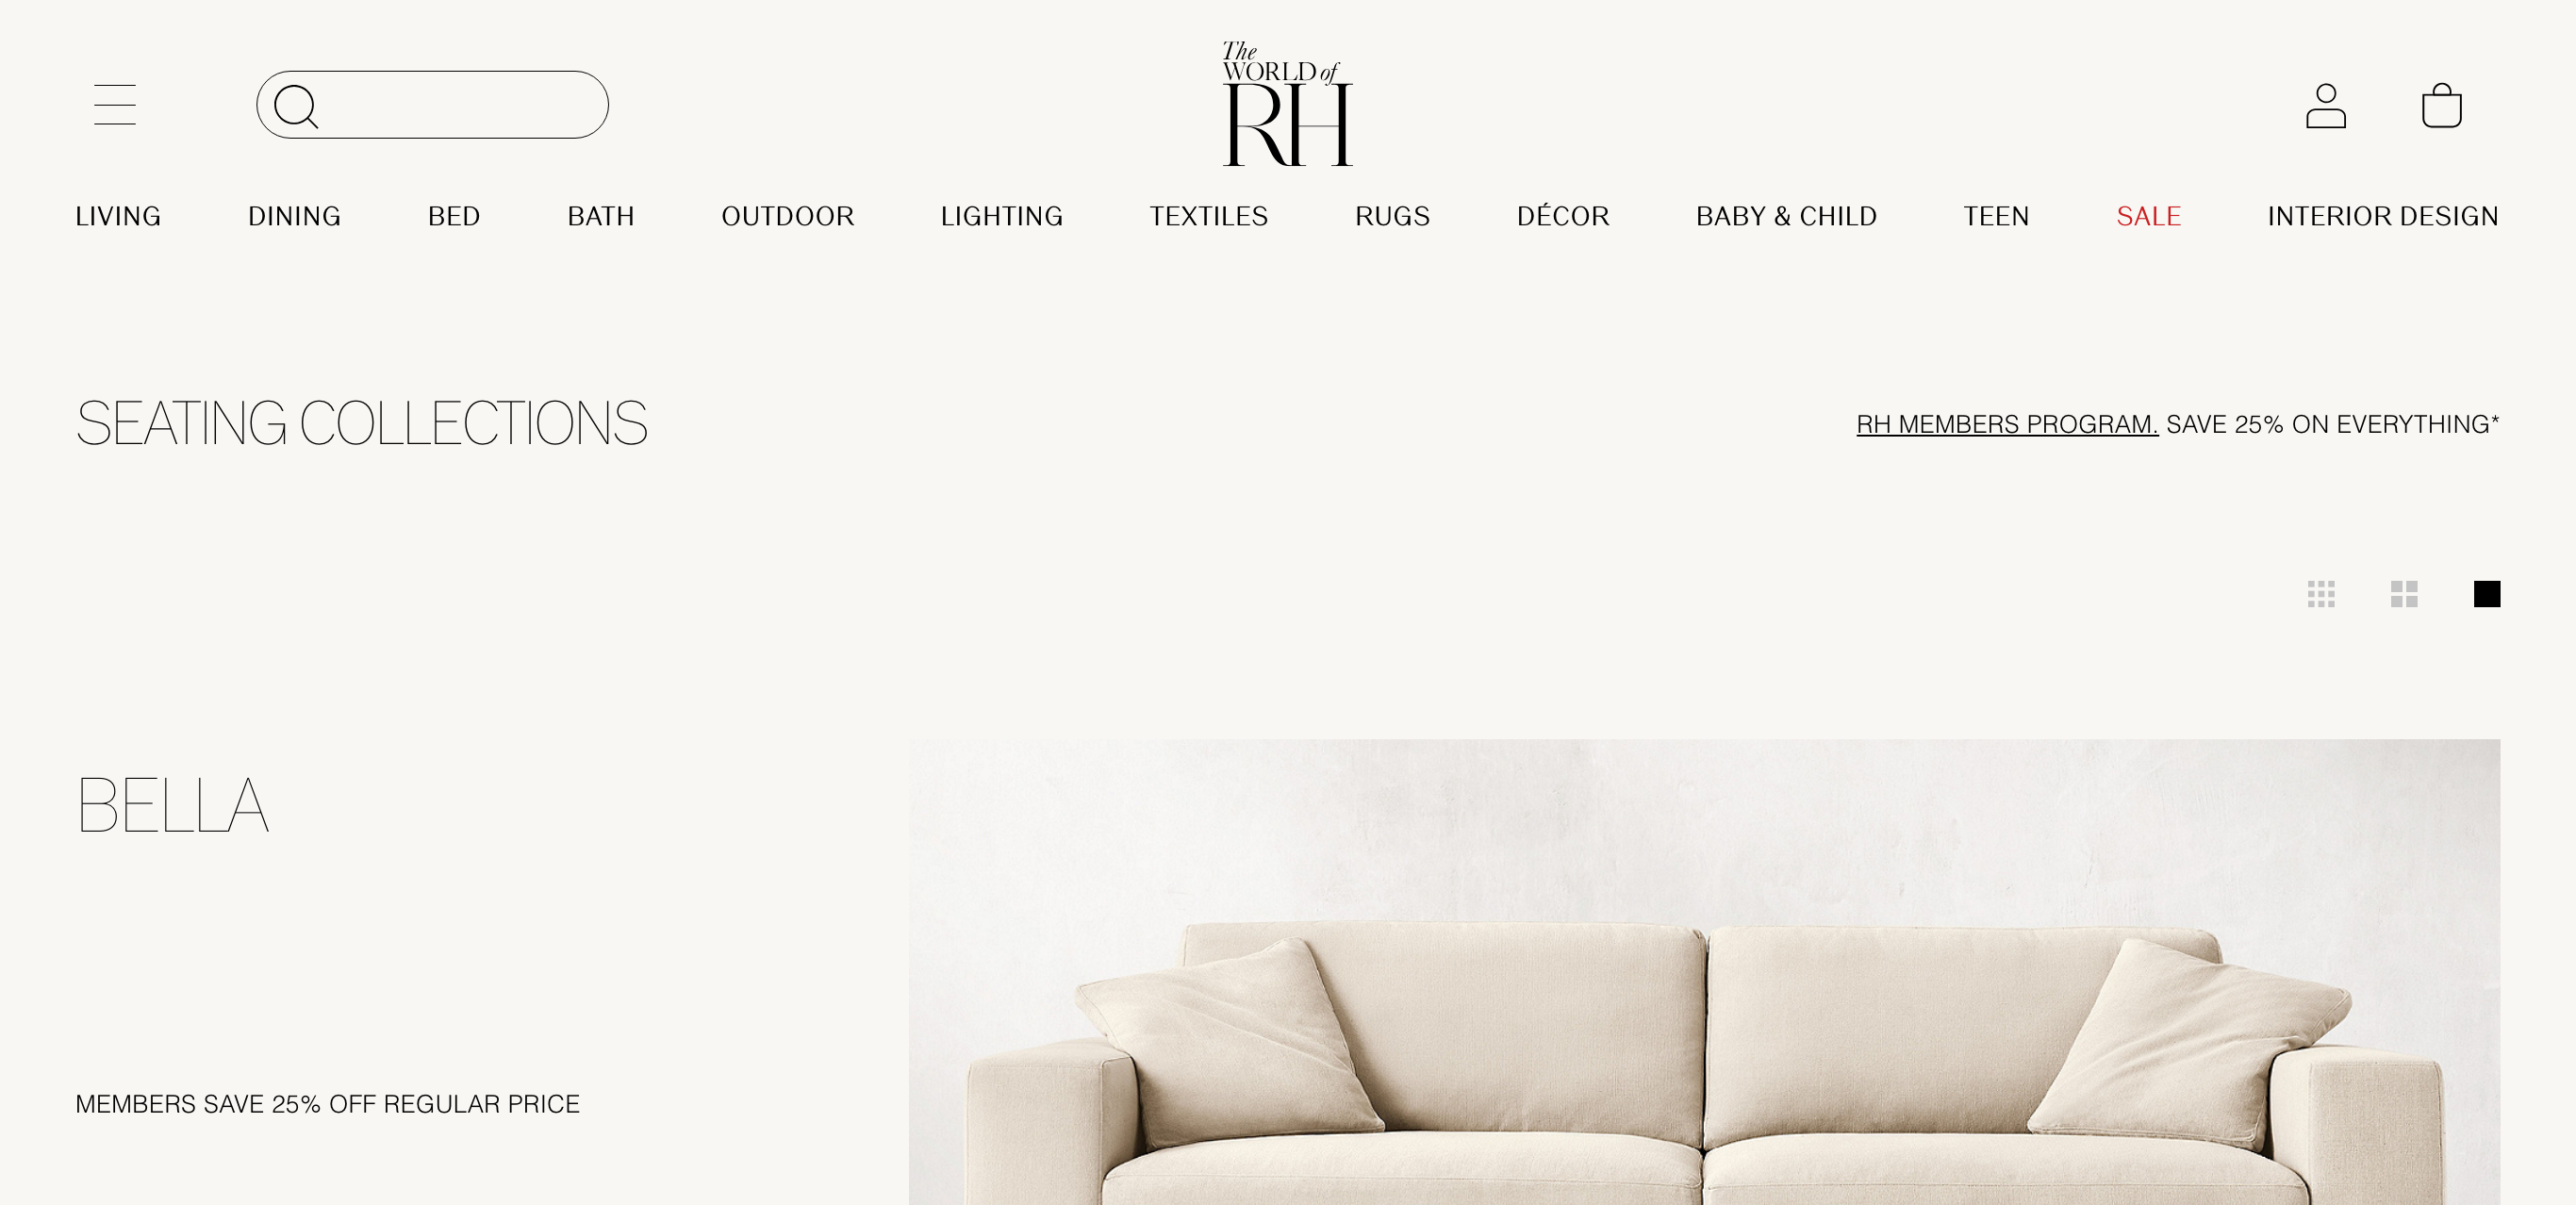 The
WORLD of
RH
LIVING DINING BED BATH OUTDOOR LIGHTING TEXTILES RUGS DÉCOR BABY & CHILD TEEN SALE INTERIOR DESIGN
SEATING COLLECTIONS
RH MEMBERS PROGRAM. SAVE 25% ON EVERYTHING*
BELLA
MEMBERS SAVE 25% OFF REGULAR PRICE